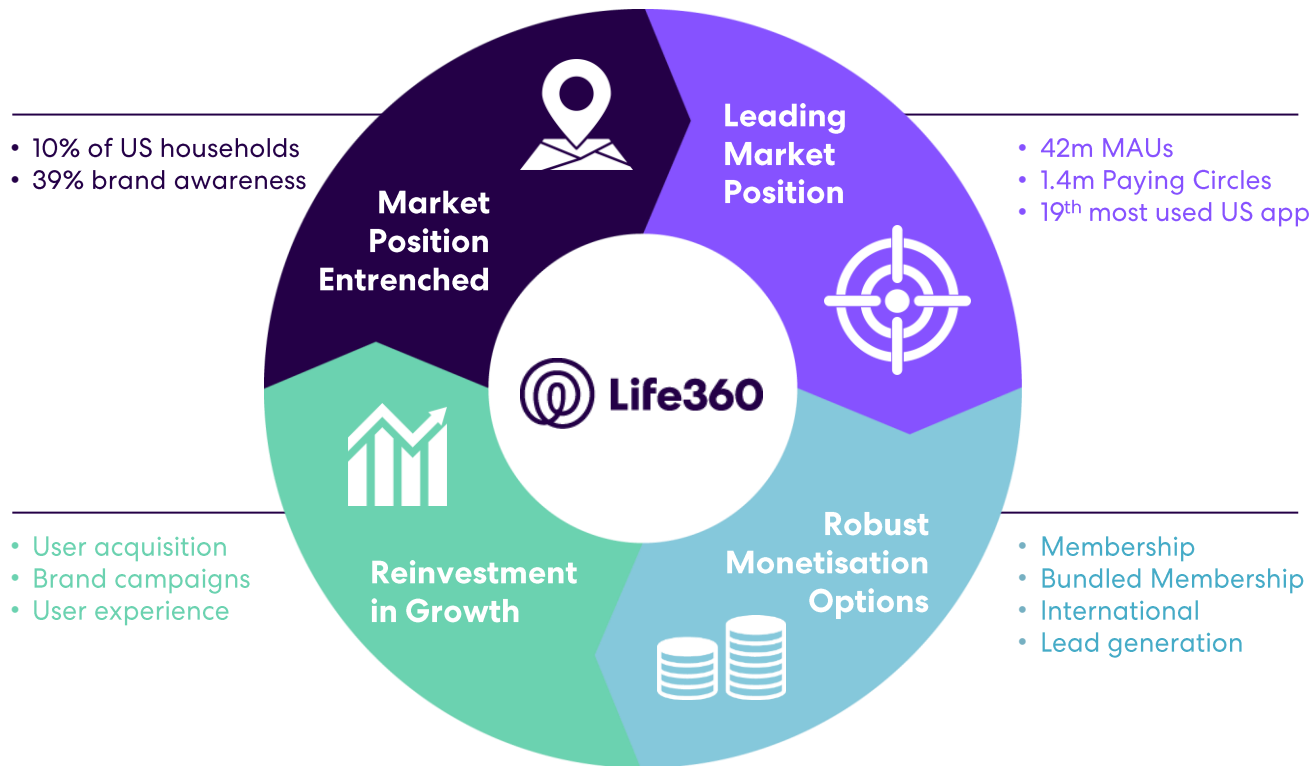 Leading
Market
Position
• 42m MAUs
• 1.4m Paying Circles
• 19th most used US app
Robust
Monetisation
Options
• Membership
• Bundled Membership
• International
• Lead generation
Reinvestment
in Growth
• User acquisition
• Brand campaigns
• User experience
Market
Position
Entrenched
• 10% of US households
• 39% brand awareness
Life360